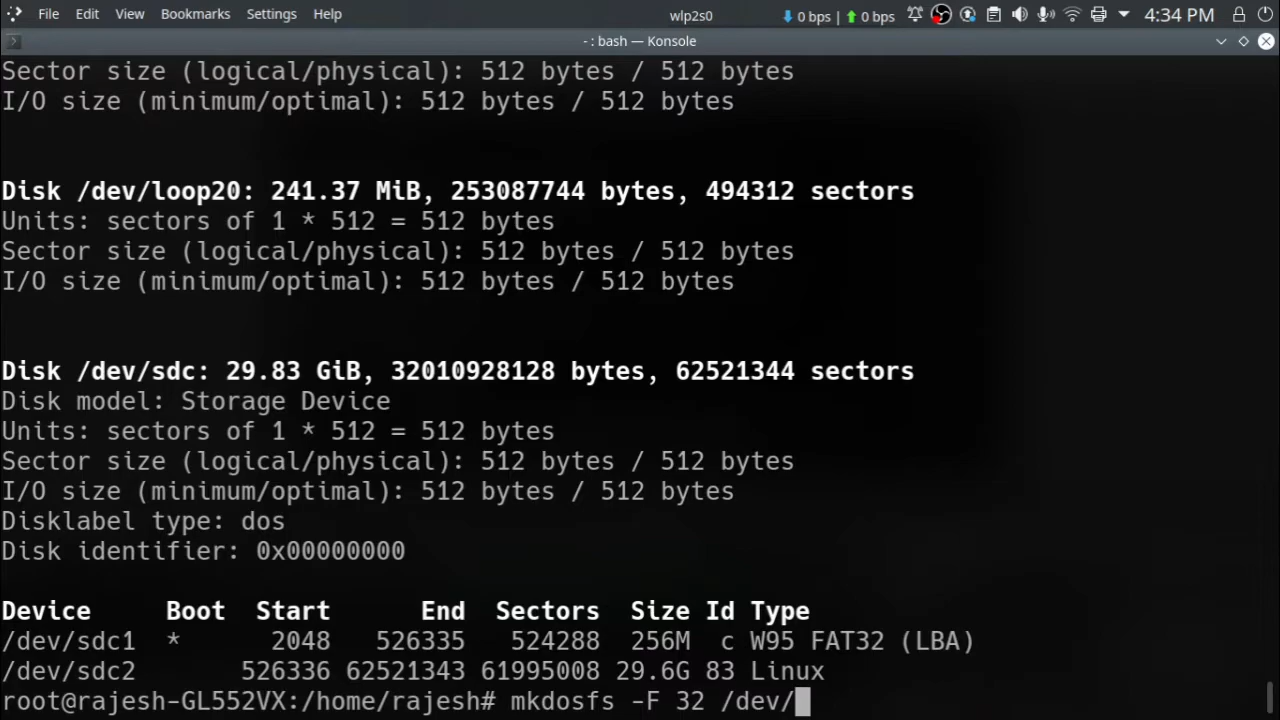 File Edit View Bookmarks Settings Help wlp2s0 0 bps | 0 bps 4:34 PM
- : bash — Konsole
Sector size (logical/physical): 512 bytes / 512 bytes
I/O size (minimum/optimal): 512 bytes / 512 bytes
Disk /dev/loop20: 241.37 MiB, 253087744 bytes, 494312 sectors
Units: sectors of 1 * 512 = 512 bytes
Sector size (logical/physical): 512 bytes / 512 bytes
I/O size (minimum/optimal): 512 bytes / 512 bytes
Disk /dev/sdc: 29.83 GiB, 32010928128 bytes, 62521344 sectors
Disk model: Storage Device
Units: sectors of 1 * 512 = 512 bytes
Sector size (logical/physical): 512 bytes / 512 bytes
I/O size (minimum/optimal): 512 bytes / 512 bytes
Disklabel type: dos
Disk identifier: 0x00000000
Device Boot Start End Sectors Size Id Type
/dev/sdc1 * 2048 526335 524288 256M c W95 FAT32 (LBA)
/dev/sdc2 526336 62521343 61995008 29.6G 83 Linux
root@rajesh-GL552VX:/home/rajesh# mkdosfs -F 32 /dev/